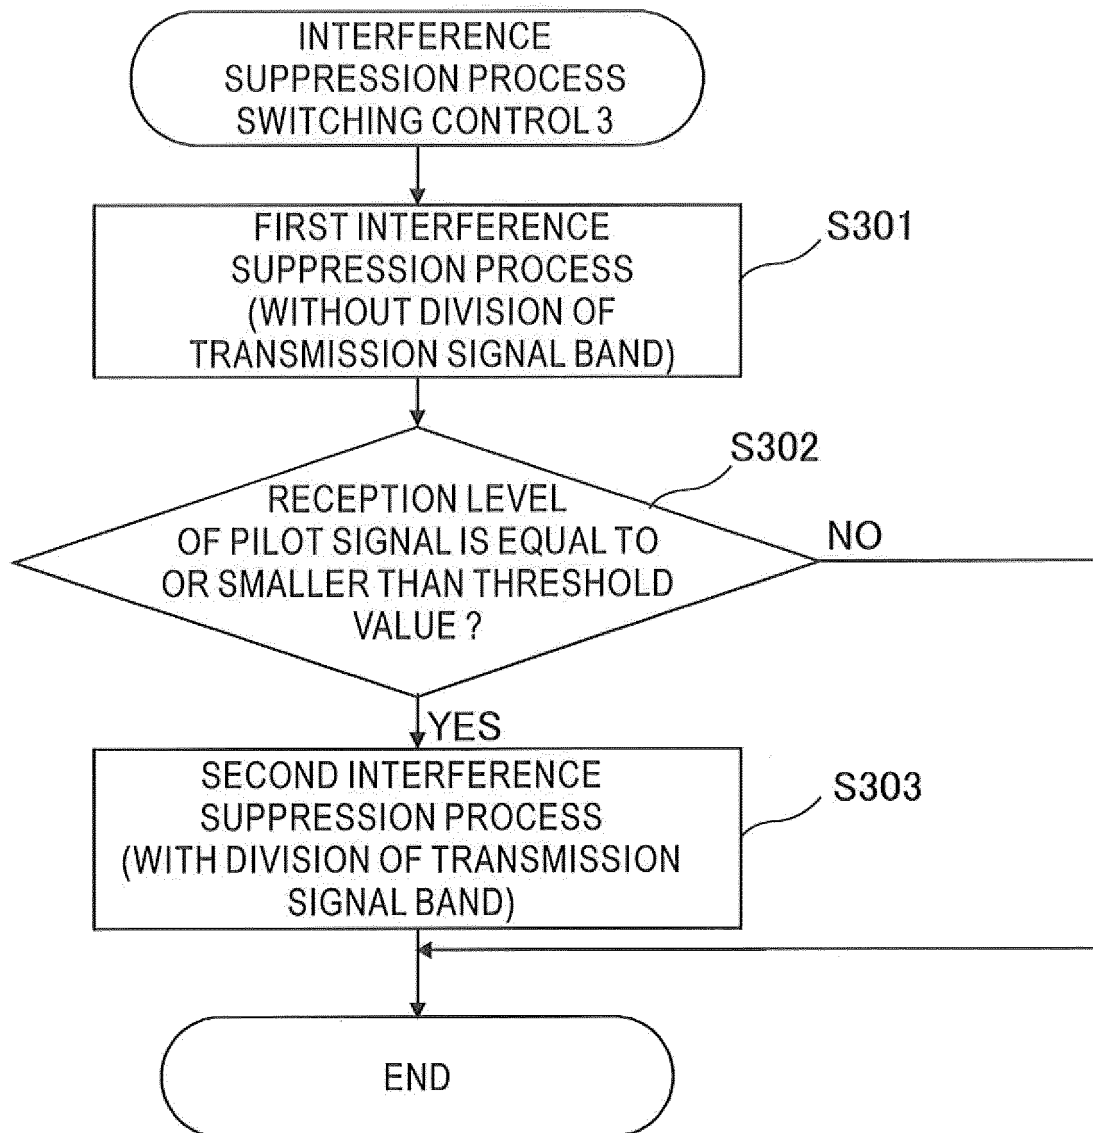 INTERFERENCE
SUPPRESSION PROCESS
SWITCHING CONTROL 3
FIRST INTERFERENCE
SUPPRESSION PROCESS
(WITHOUT DIVISION OF
TRANSMISSION SIGNAL BAND)
S301
S302
RECEPTION LEVEL
OF PILOT SIGNAL IS EQUAL TO
OR SMALLER THAN THRESHOLD
VALUE ?
NO
YES
SECOND INTERFERENCE
SUPPRESSION PROCESS
(WITH DIVISION OF TRANSMISSION
SIGNAL BAND)
S303
END